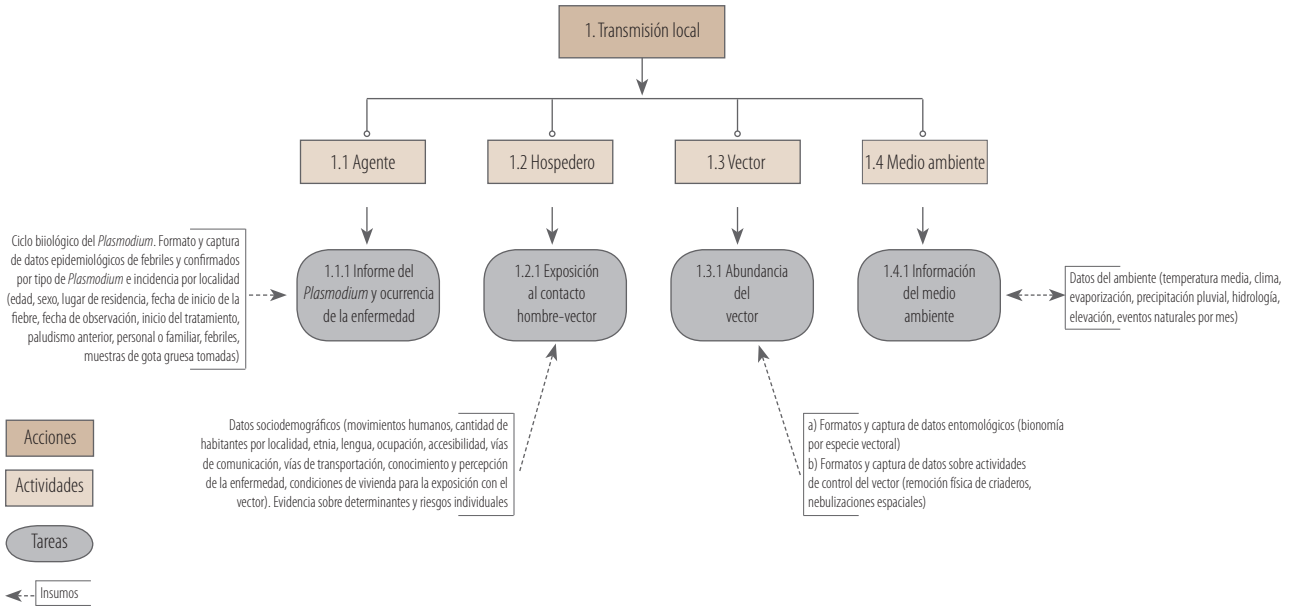 1. Transmisión local
1.1 Agente
1.2 Hospedero
1.3 Vector
1.4 Medio ambiente
Ciclo biiológico del Plasmodium. Formato y captura
de datos epidemiológicos de febriles y confirmados
por tipo de Plasmodium e incidencia por localidad
(edad, sexo, lugar de residencia, fecha de inicio de la
fiebre, fecha de observación, inicio del tratamiento,
paludismo anterior, personal o familiar, febriles,
muestras de gota gruesa tomadas)
1.1.1 Informe del
Plasmodium y ocurrencia
de la enfermedad
1.2.1 Exposición
al contacto
hombre-vector
1.3.1 Abundancia
del
vector
1.4.1 Información
del medio
ambiente
Datos del ambiente (temperatura media, clima,
evaporización, precipitación pluvial, hidrología,
elevación, eventos naturales por mes)
Datos sociodemográficos (movimientos humanos, cantidad de
habitantes por localidad, etnia, lengua, ocupación, accesibilidad, vías
de comunicación, vías de transportación, conocimiento y percepción
de la enfermedad, condiciones de vivienda para la exposición con el
vector). Evidencia sobre determinantes y riesgos individuales
a) Formatos y captura de datos entomológicos (bionomía
por especie vectoral)
b) Formatos y captura de datos sobre actividades
de control del vector (remoción física de criaderos,
nebulizaciones espaciales)
Acciones
Actividades
Tareas
Insumos